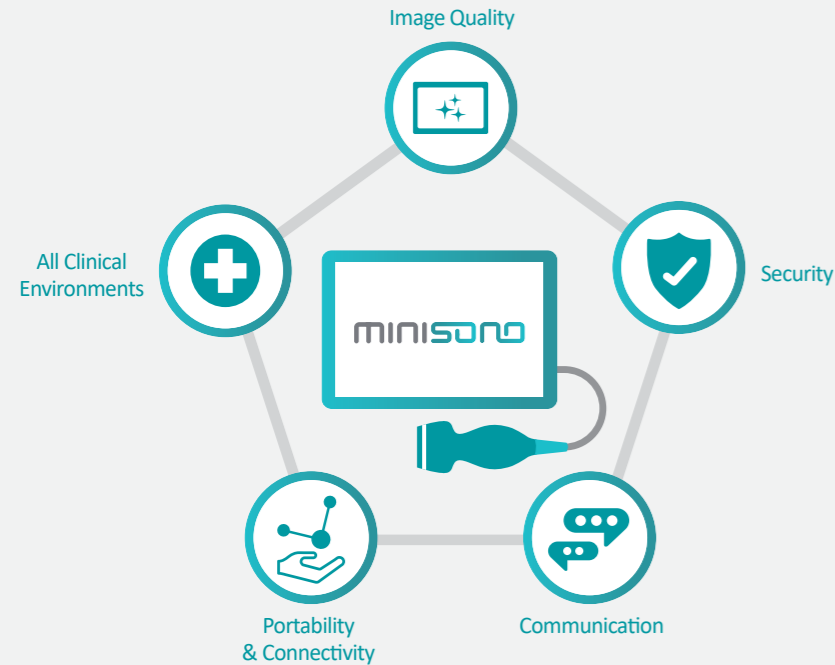 Image Quality
All Clinical
Environments
Security
minisono
Portability
& Connectivity
Communication